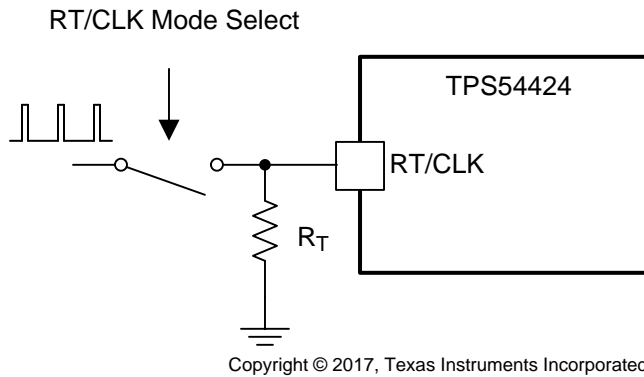 RT/CLK Mode Select
TPS54424
RT/CLK
RT
Copyright © 2017, Texas Instruments Incorporated